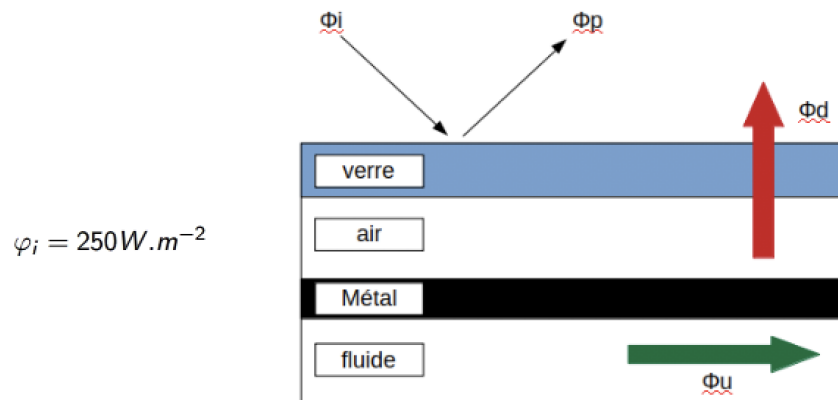 Φi
Φp
Φd
verre
air
φᵢ = 250W.m⁻²
Métal
fluide
Φu